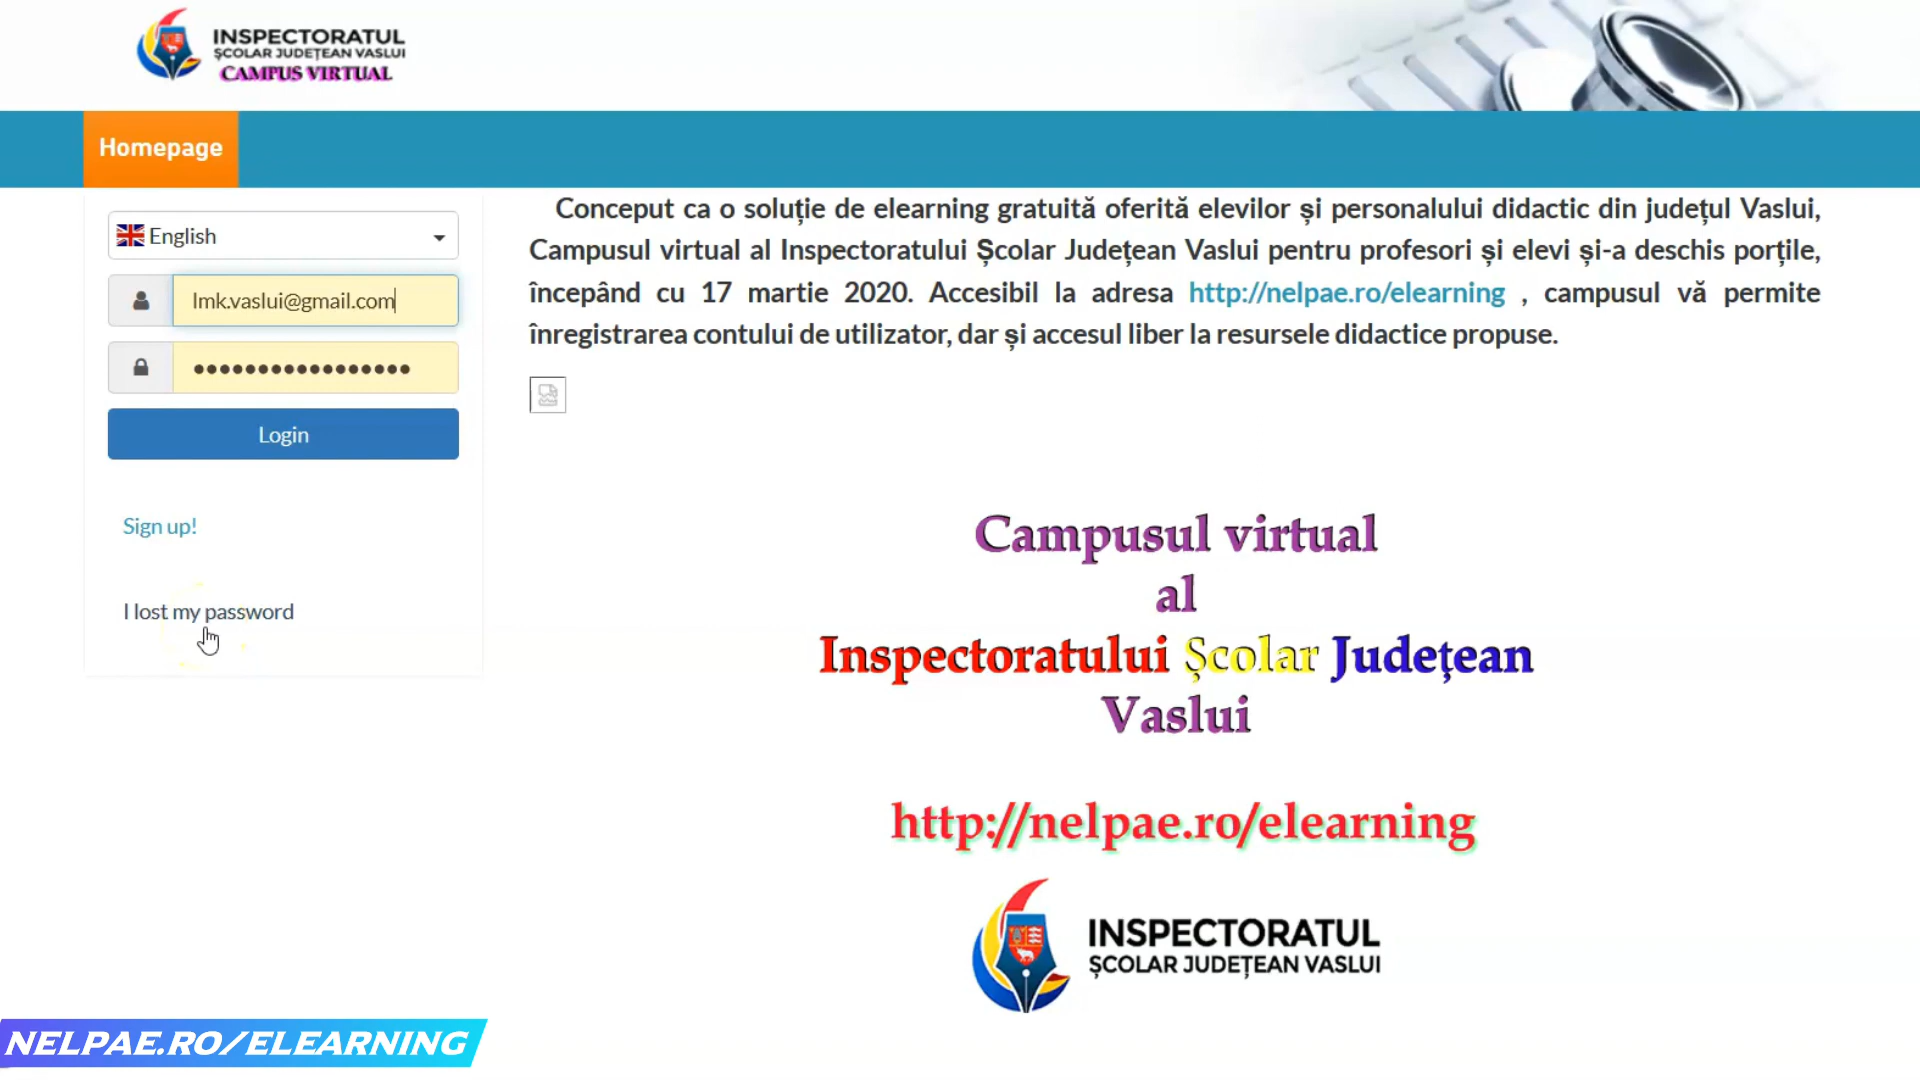 INSPECTORATUL
ȘCOLAR JUDEȚEAN VASLUI
CAMPUS VIRTUAL
Homepage
English
lmk.vaslui@gmail.com
•••••••••••••••••
Login
Sign up!
I lost my password
Conceput ca o soluție de elearning gratuită oferită elevilor și personalului didactic din județul Vaslui,
Campusul virtual al Inspectoratului Școlar Județean Vaslui pentru profesori și elevi și-a deschis porțile,
începând cu 17 martie 2020. Accesibil la adresa http://nelpae.ro/elearning , campusul vă permite
înregistrarea contului de utilizator, dar și accesul liber la resursele didactice propuse.
Campusul virtual
al
Inspectoratului Școlar Județean
Vaslui
http://nelpae.ro/elearning
INSPECTORATUL
ȘCOLAR JUDEȚEAN VASLUI
NELPAE.RO/ELEARNING